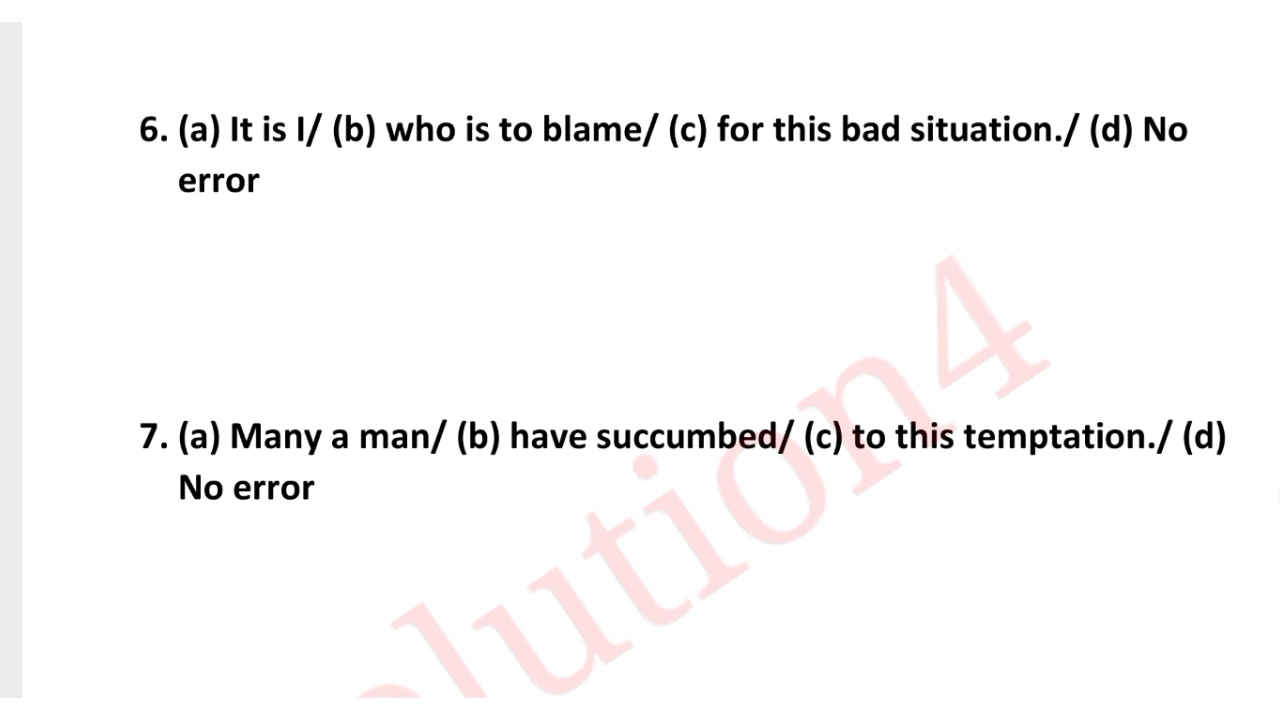 6. (a) It is I/ (b) who is to blame/ (c) for this bad situation./ (d) No
error
7. (a) Many a man/ (b) have succumbed/ (c) to this temptation./ (d)
No error
olution4